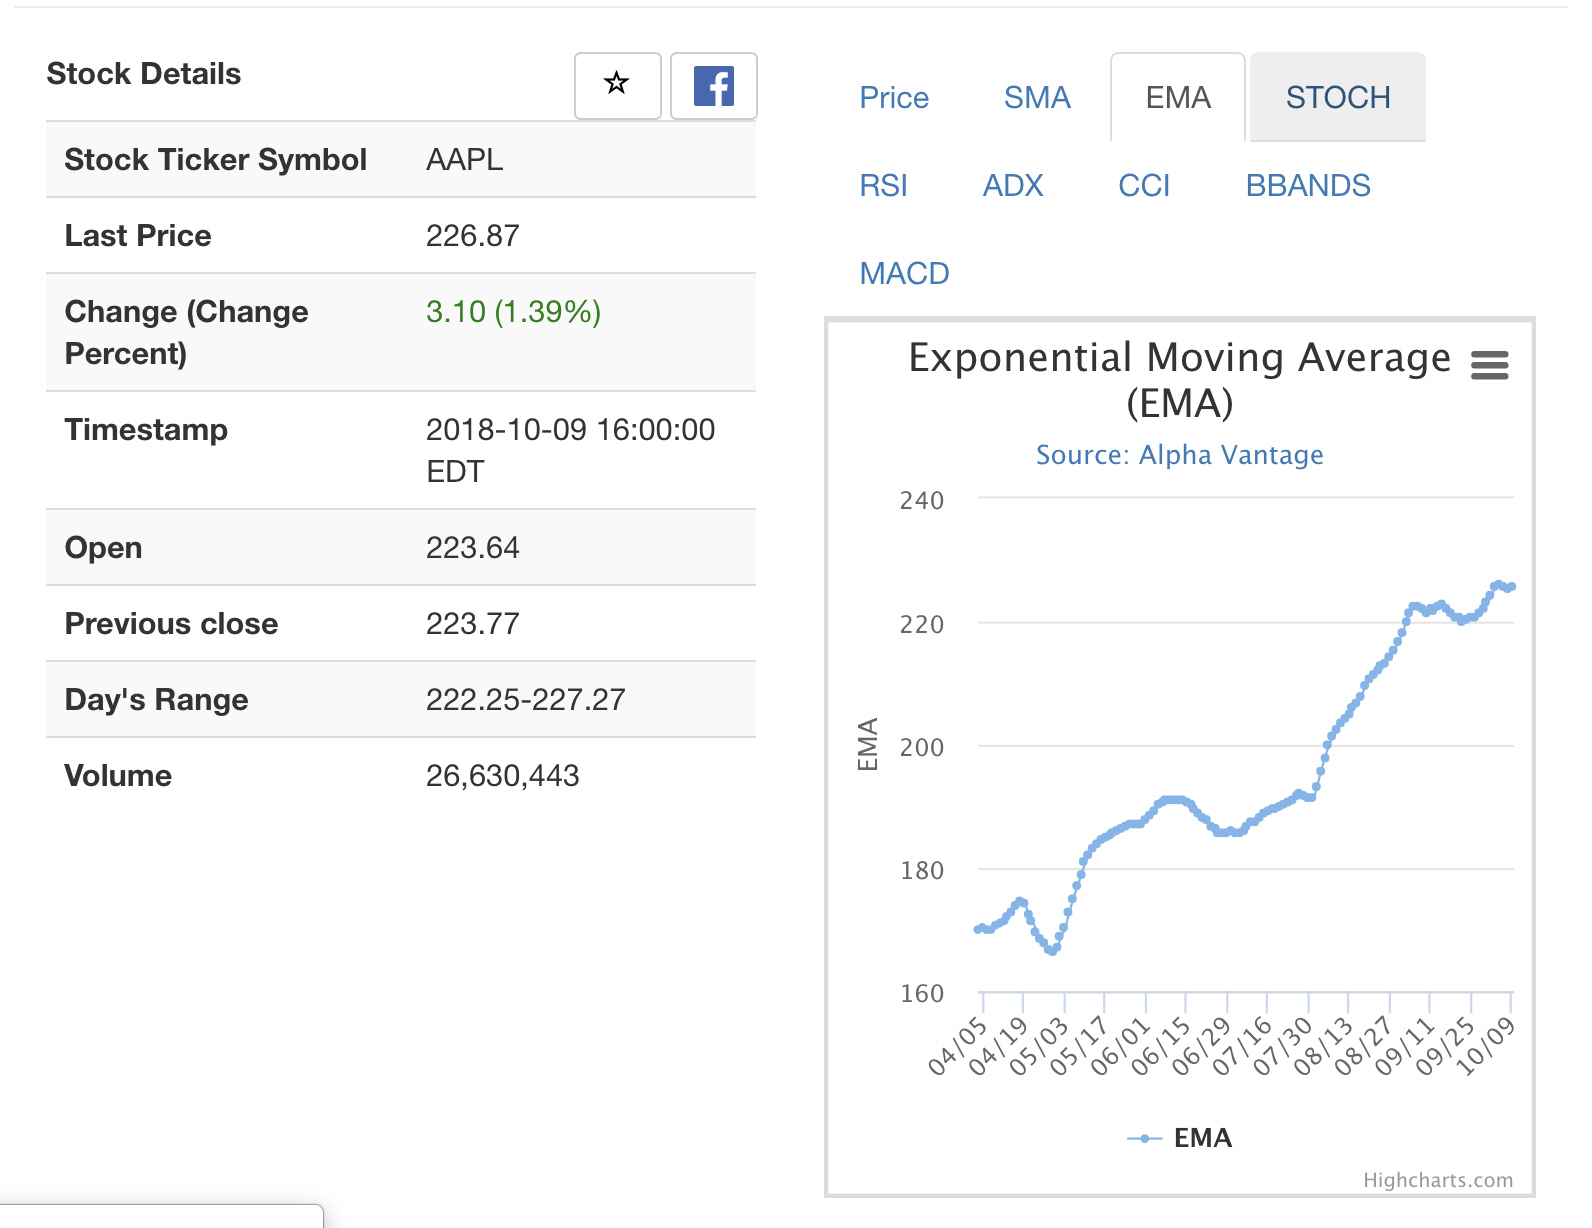 Stock Details
Stock Ticker Symbol AAPL
Last Price 226.87
Change (Change 3.10 (1.39%)
Percent)
Timestamp 2018-10-09 16:00:00
EDT
Open 223.64
Previous close 223.77
Day's Range 222.25-227.27
Volume 26,630,443
Price SMA EMA STOCH
RSI ADX CCI BBANDS
MACD
Exponential Moving Average
(EMA)
Source: Alpha Vantage
EMA
240
220
200
180
160
04/05 04/19 05/03 05/17 06/01 06/15 06/29 07/16 07/30 08/13 08/27 09/11 09/25 10/09
EMA
Highcharts.com